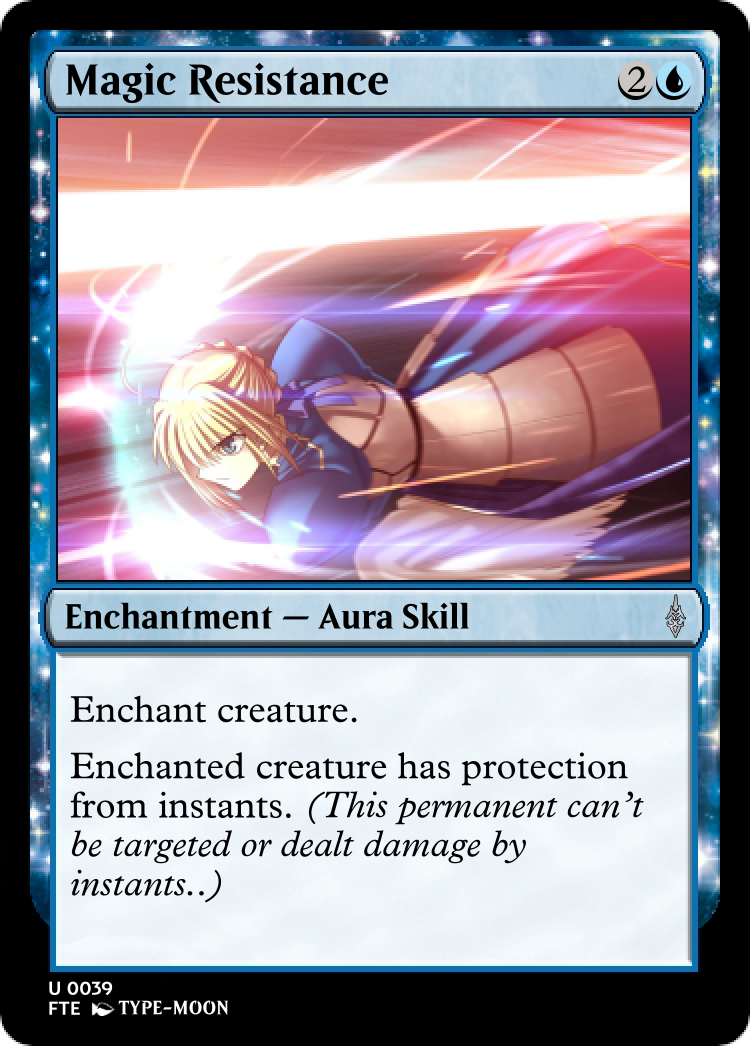 Magic Resistance 2
Enchantment — Aura Skill
Enchant creature.
Enchanted creature has protection
from instants. (This permanent can't
be targeted or dealt damage by
instants..)
U 0039
FTE TYPE-MOON